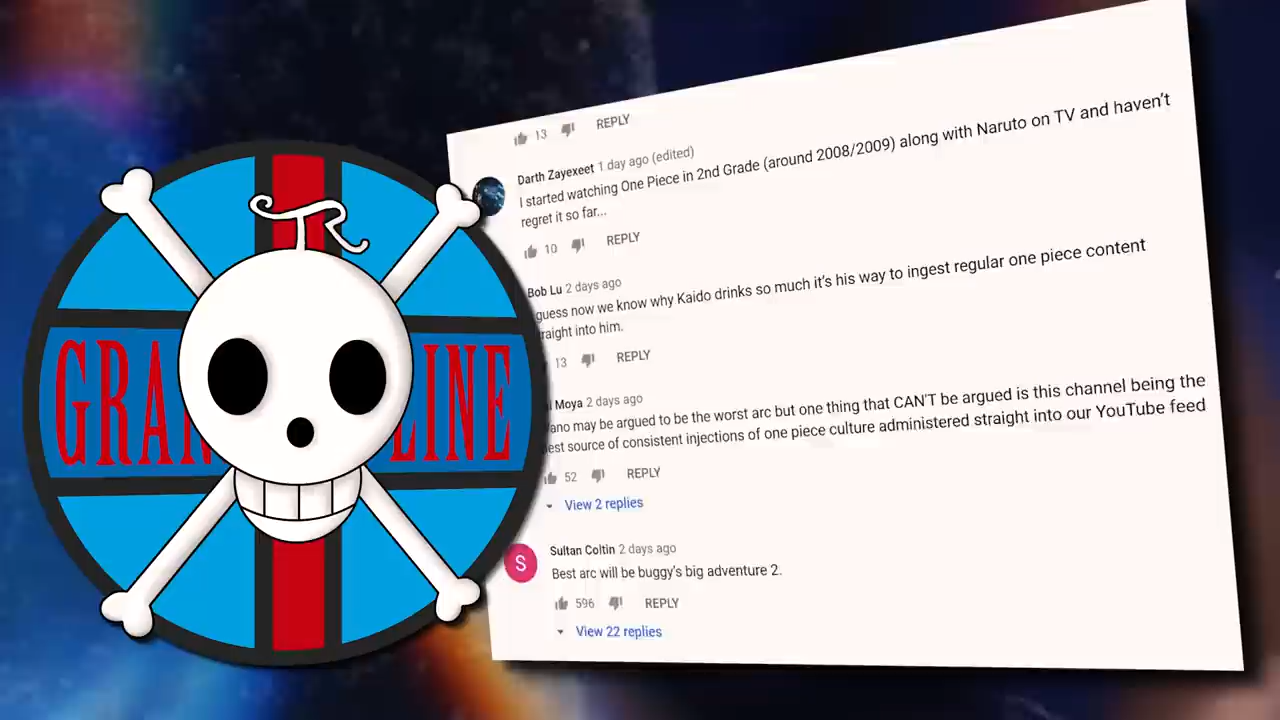 TR
GRAN LINE
13 REPLY
Darth Zayexeet 1 day ago (edited)
I started watching One Piece in 2nd Grade (around 2008/2009) along with Naruto on TV and haven't
regret it so far...
10 REPLY
Bob Lu 2 days ago
guess now we know why Kaido drinks so much it's his way to ingest regular one piece content
raight into him.
13 REPLY
Moya 2 days ago
ano may be argued to be the worst arc but one thing that CAN'T be argued is this channel being the
est source of consistent injections of one piece culture administered straight into our YouTube feed
52 REPLY
View 2 replies
S
Sultan Coltin 2 days ago
Best arc will be buggy's big adventure 2.
596 REPLY
View 22 replies